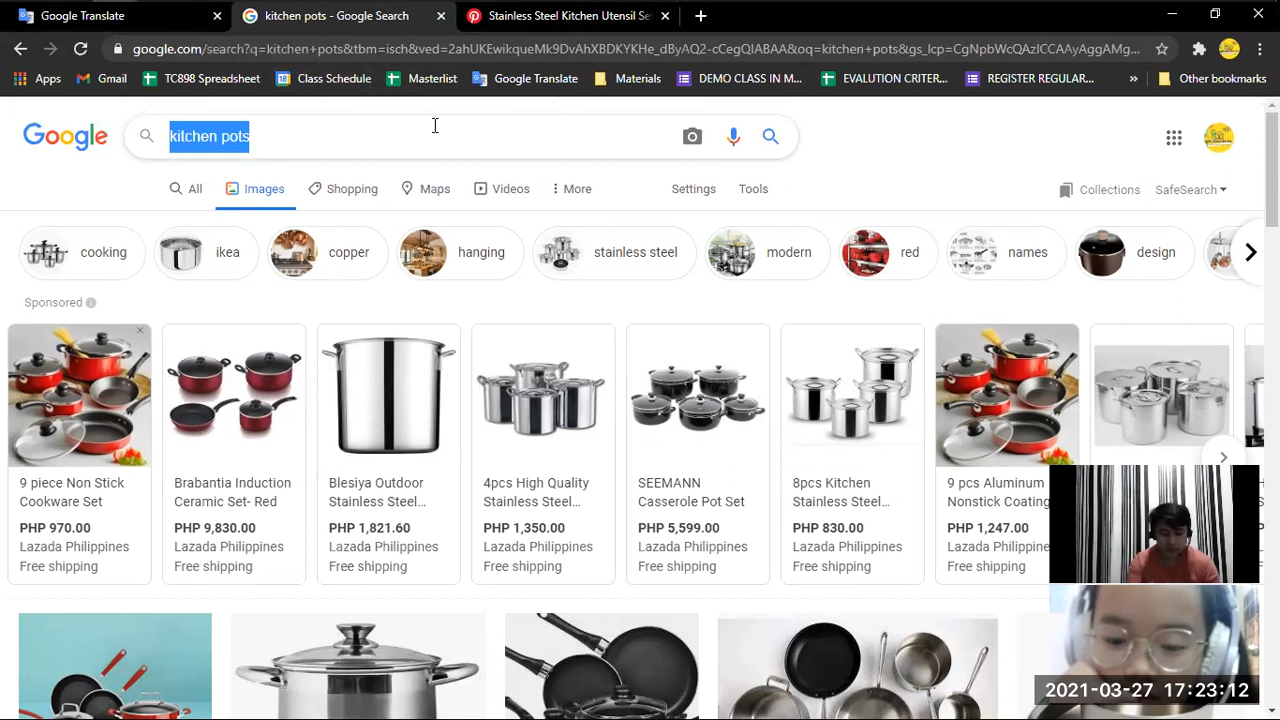 Google Translate
kitchen pots - Google Search
Stainless Steel Kitchen Utensil Set
google.com/search?q=kitchen+pots&tbm=isch&ved=2ahUKEwikqueMk9DvAhXBDKYKHe_dByAQ2-cCegQIABAA&oq=kitchen+pots&gs_lcp=CgNpbWcQAzICCAAyAggAMg...
Apps
Gmail
TC898 Spreadsheet
Class Schedule
Masterlist
Google Translate
Materials
DEMO CLASS IN M...
EVALUTION CRITER...
REGISTER REGULAR...
Other bookmarks
Google
kitchen pots
All
Images
Shopping
Maps
Videos
More
Settings
Tools
Collections
SafeSearch
cooking
ikea
copper
hanging
stainless steel
modern
red
names
design
Sponsored
9 piece Non Stick
Cookware Set
PHP 970.00
Lazada Philippines
Free shipping
Brabantia Induction
Ceramic Set- Red
PHP 9,830.00
Lazada Philippines
Free shipping
Blesiya Outdoor
Stainless Steel...
PHP 1,821.60
Lazada Philippines
Free shipping
4pcs High Quality
Stainless Steel...
PHP 1,350.00
Lazada Philippines
Free shipping
SEEMANN
Casserole Pot Set
PHP 5,599.00
Lazada Philippines
Free shipping
8pcs Kitchen
Stainless Steel...
PHP 830.00
Lazada Philippines
Free shipping
9 pcs Aluminum
Nonstick Coating
PHP 1,247.00
Lazada Philippines
Free shipping
2021-03-27 17:23:12